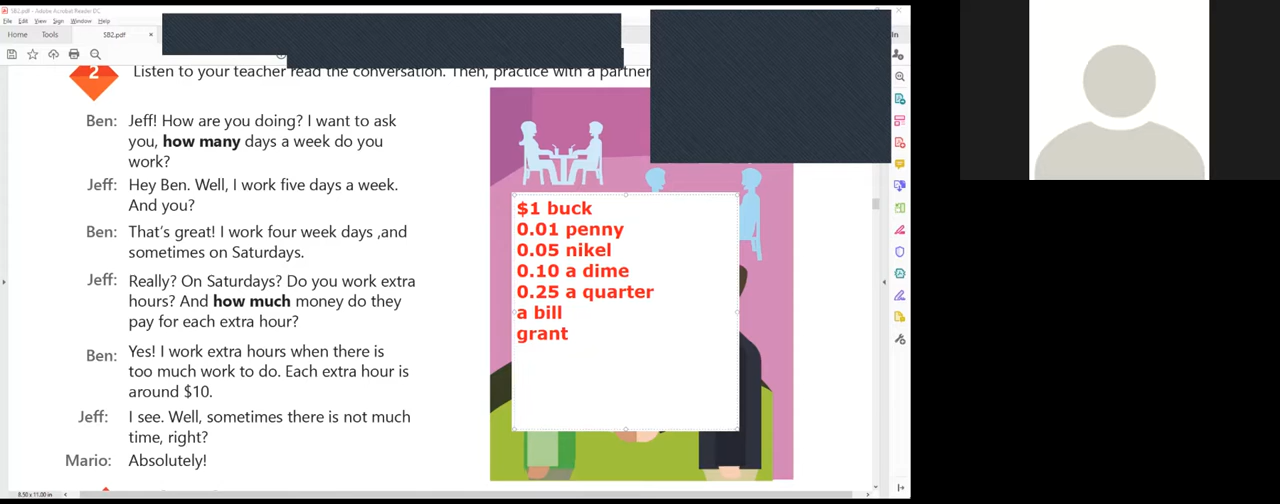 SB2.pdf - Adobe Acrobat Reader DC
File Edit View Sign Window Help
Home Tools SB2.pdf × In
2 Listen to your teacher read the conversation. Then, practice with a partner
Ben: Jeff! How are you doing? I want to ask
you, how many days a week do you
work?
Jeff: Hey Ben. Well, I work five days a week.
And you?
Ben: That's great! I work four week days ,and
sometimes on Saturdays.
Jeff: Really? On Saturdays? Do you work extra
hours? And how much money do they
pay for each extra hour?
Ben: Yes! I work extra hours when there is
too much work to do. Each extra hour is
around $10.
Jeff: I see. Well, sometimes there is not much
time, right?
Mario: Absolutely!
$1 buck
0.01 penny
0.05 nikel
0.10 a dime
0.25 a quarter
a bill
grant
8.50 x 11.00 in